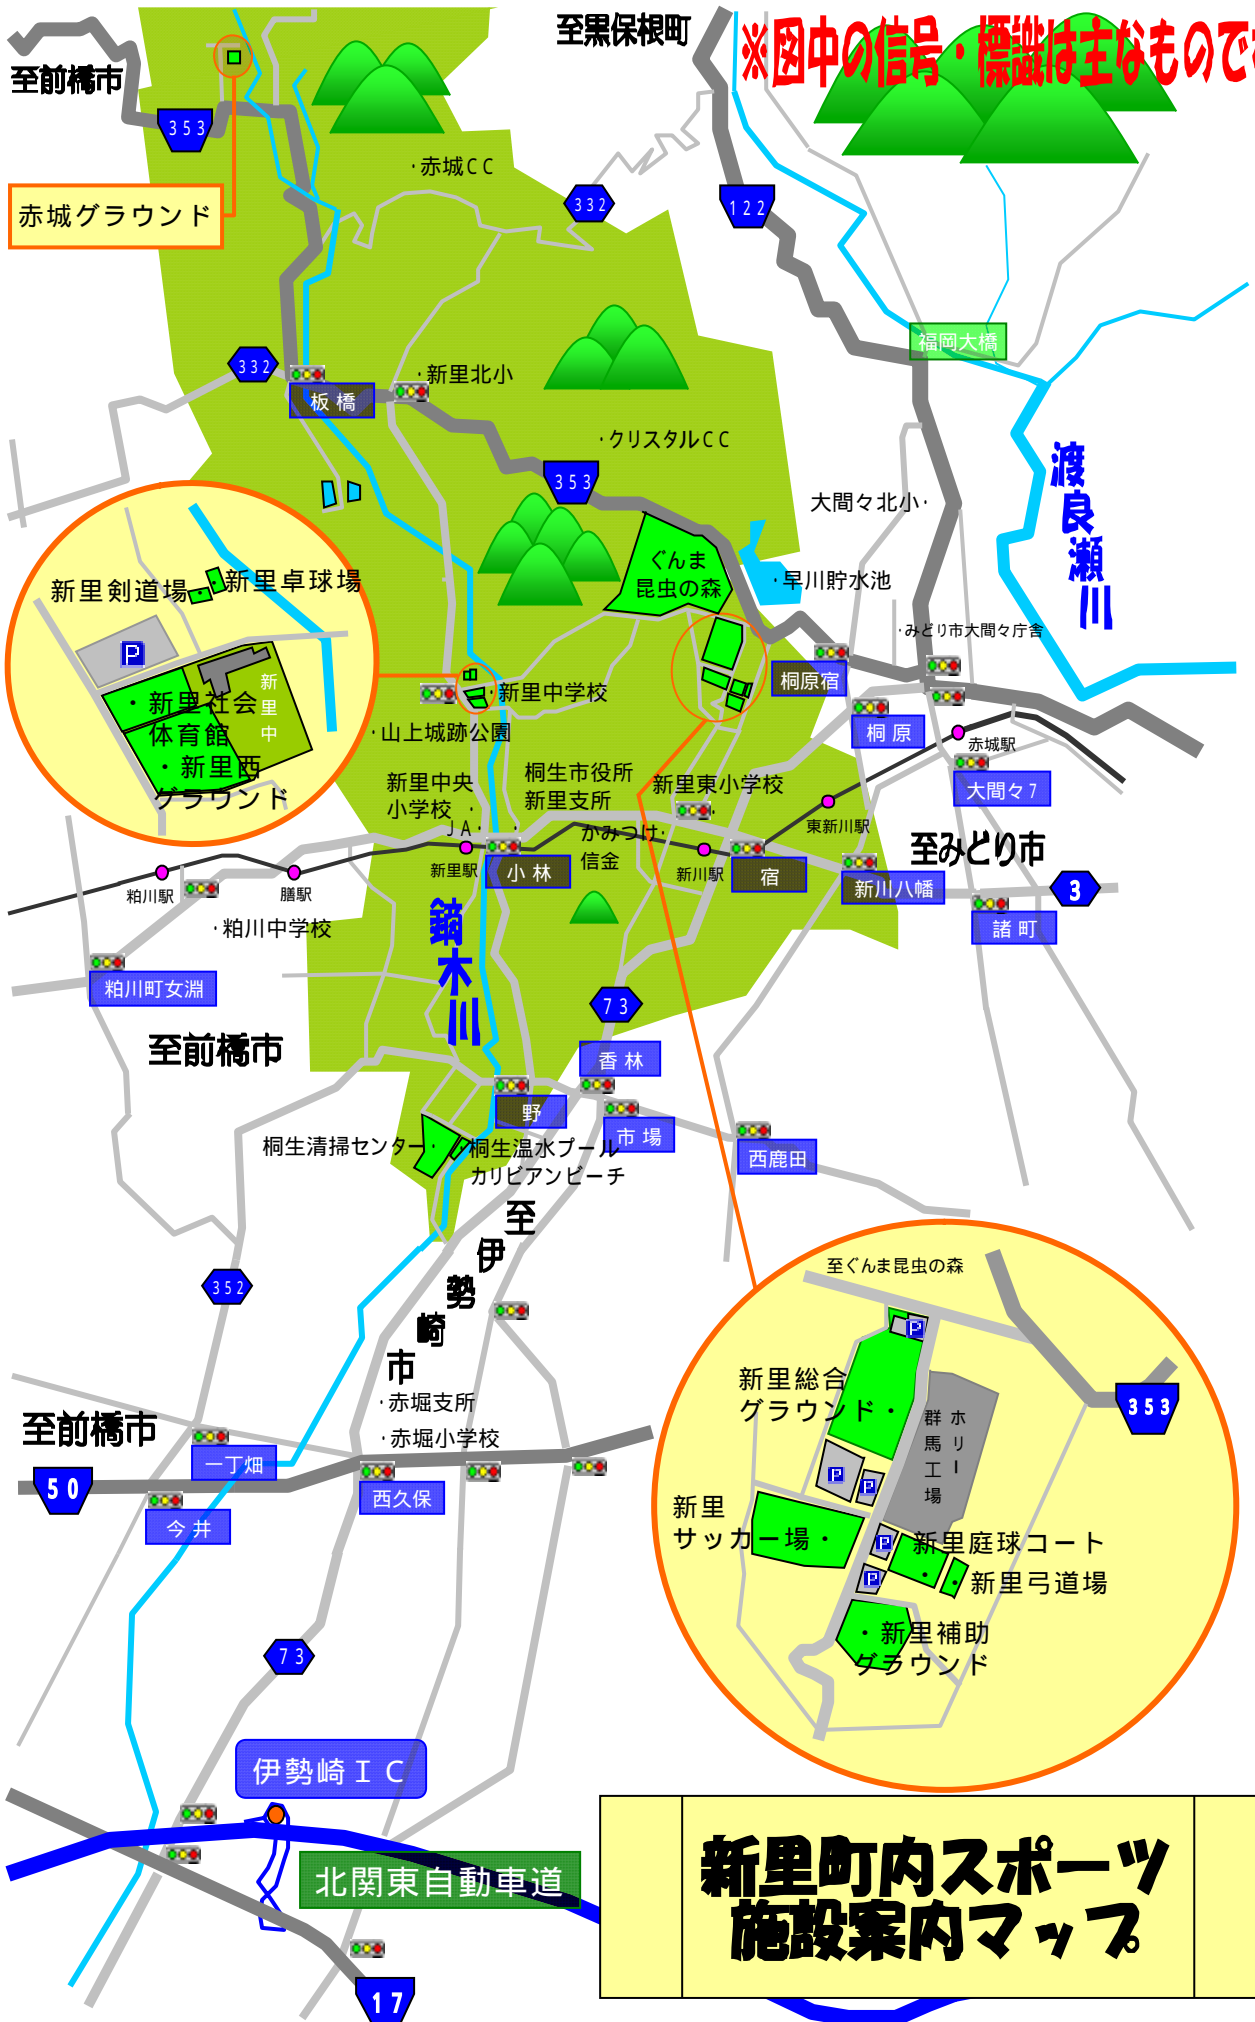 至黒保根町
※図中の信号・標識は主なものです
至前橋市
353
・赤城CC
332
122
赤城グラウンド
福岡大橋
332
板橋
・新里北小
・クリスタルCC
353
渡良瀬川
大間々北小・
ぐんま
昆虫の森
・早川貯水池
新里剣道場・
・新里卓球場
・みどり市大間々庁舎
P
桐原宿
新里中
・新里社会
体育館
・新里西
グラウンド
・新里中学校
・山上城跡公園
桐原
赤城駅
大間々7
新里中央
小学校・
桐生市役所
新里支所
新里東小学校
JA・
かみつけ・
信金
東新川駅
至みどり市
粕川駅
膳駅
新里駅
小林
新川駅
宿
新川八幡
3
諸町
・粕川中学校
鏑木川
粕川町女淵
73
至前橋市
香林
野
市場
西鹿田
桐生清掃センター・
・桐生温水プール
カリビアンビーチ
至伊勢崎市
352
至ぐんま昆虫の森
P
新里総合
グラウンド・
353
ホリー
群馬工場
・赤堀支所
・赤堀小学校
至前橋市
一丁畑
50
西久保
今井
P
P
新里
サッカー場・
P
新里庭球コート
・
P
・新里弓道場
・新里補助
グラウンド
73
伊勢崎IC
北関東自動車道
17
新里町内スポーツ
施設案内マップ